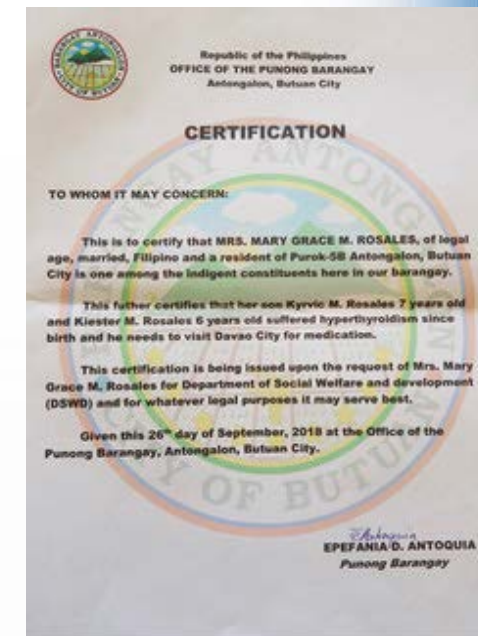 Republic of the Philippines
OFFICE OF THE PUNONG BARANGAY
Antongalon, Butuan City
CERTIFICATION
TO WHOM IT MAY CONCERN:
This is to certify that MRS. MARY GRACE M. ROSALES, of legal
age, married, Filipino and a resident of Purok-5B Antongalon, Butuan
City is one among the indigent constituents here in our barangay.
This futher certifies that her son Kyrvic M. Rosales 7 years old
and Kiester M. Rosales 6 years old suffered hyperthyroidism since
birth and he needs to visit Davao City for medication.
This certification is being issued upon the request of Mrs. Mary
Grace M. Rosales for Department of Social Welfare and development
(DSWD) and for whatever legal purposes it may serve best.
Given this 26th day of September, 2018 at the Office of the
Punong Barangay, Antongalon, Butuan City.
EPEFANIA D. ANTOQUIA
Punong Barangay
BARANGAY ANTONGALON
CITY OF BUTUAN